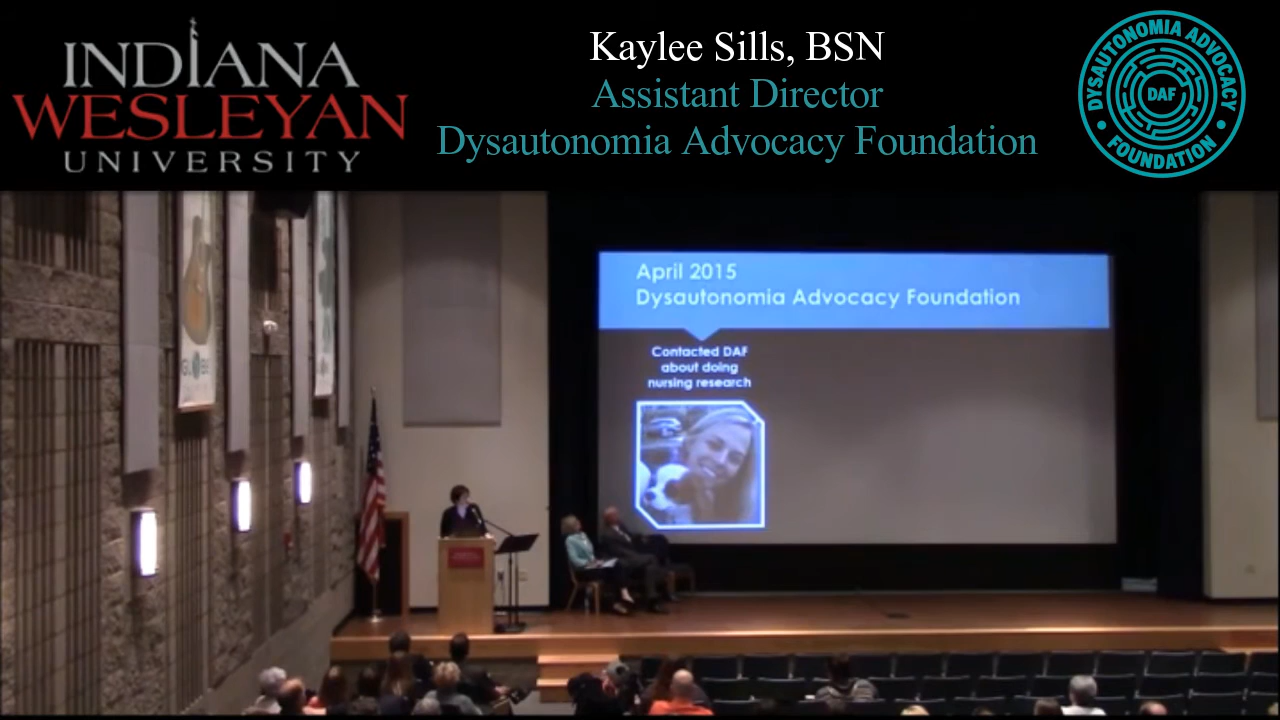 INDIANA
WESLEYAN
UNIVERSITY
Kaylee Sills, BSN
Assistant Director
Dysautonomia Advocacy Foundation
DYSAUTONOMIA ADVOCACY
DAF
FOUNDATION
April 2015
Dysautonomia Advocacy Foundation
Contacted DAF
about doing
nursing research